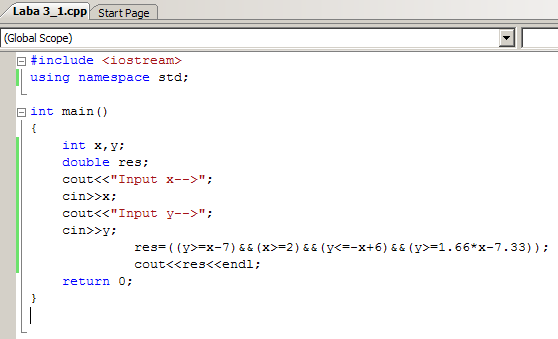 Laba 3_1.cpp Start Page
(Global Scope)
#include <iostream>
using namespace std;
int main()
{
int x,y;
double res;
cout<<"Input x-->";
cin>>x;
cout<<"Input y-->";
cin>>y;
res=((y>=x-7)&&(x>=2)&&(y<=-x+6)&&(y>=1.66*x-7.33));
cout<<res<<endl;
return 0;
}